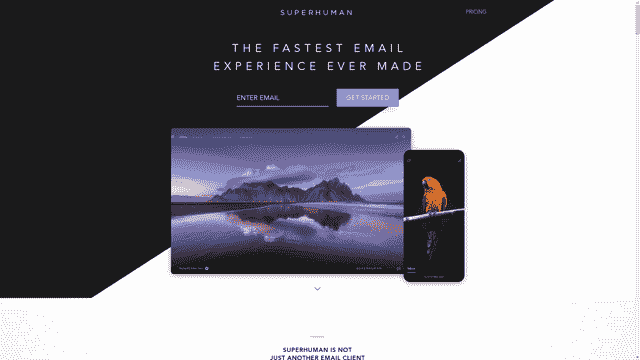 SUPERHUMAN
PRICING
THE FASTEST EMAIL
EXPERIENCE EVER MADE
ENTER EMAIL
GET STARTED
SUPERHUMAN IS NOT
JUST ANOTHER EMAIL CLIENT